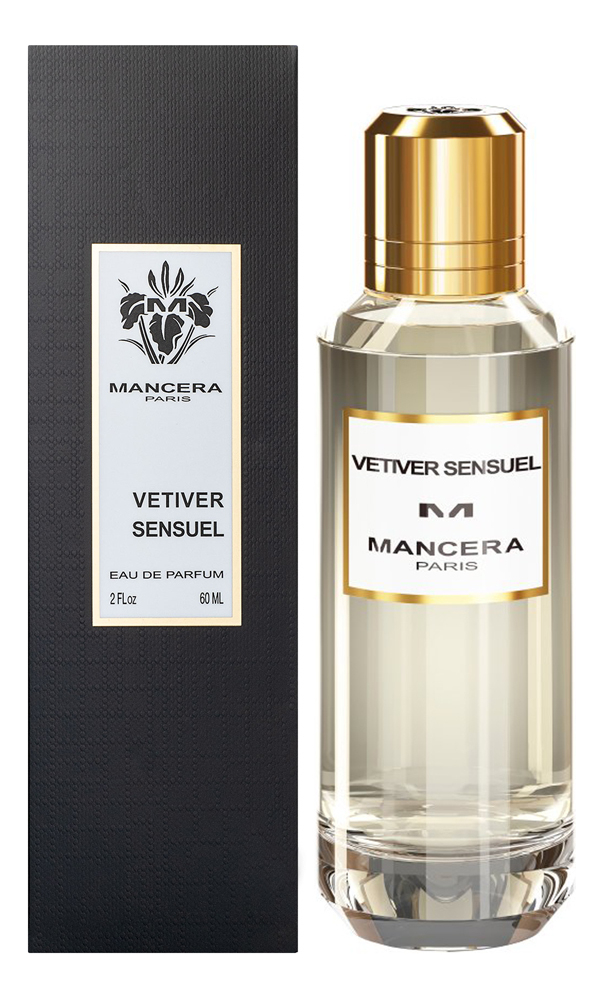 M
MANCERA
PARIS
VETIVER
SENSUEL
EAU DE PARFUM
2 FLoz 60 ML
VETIVER SENSUEL
M
MANCERA
PARIS